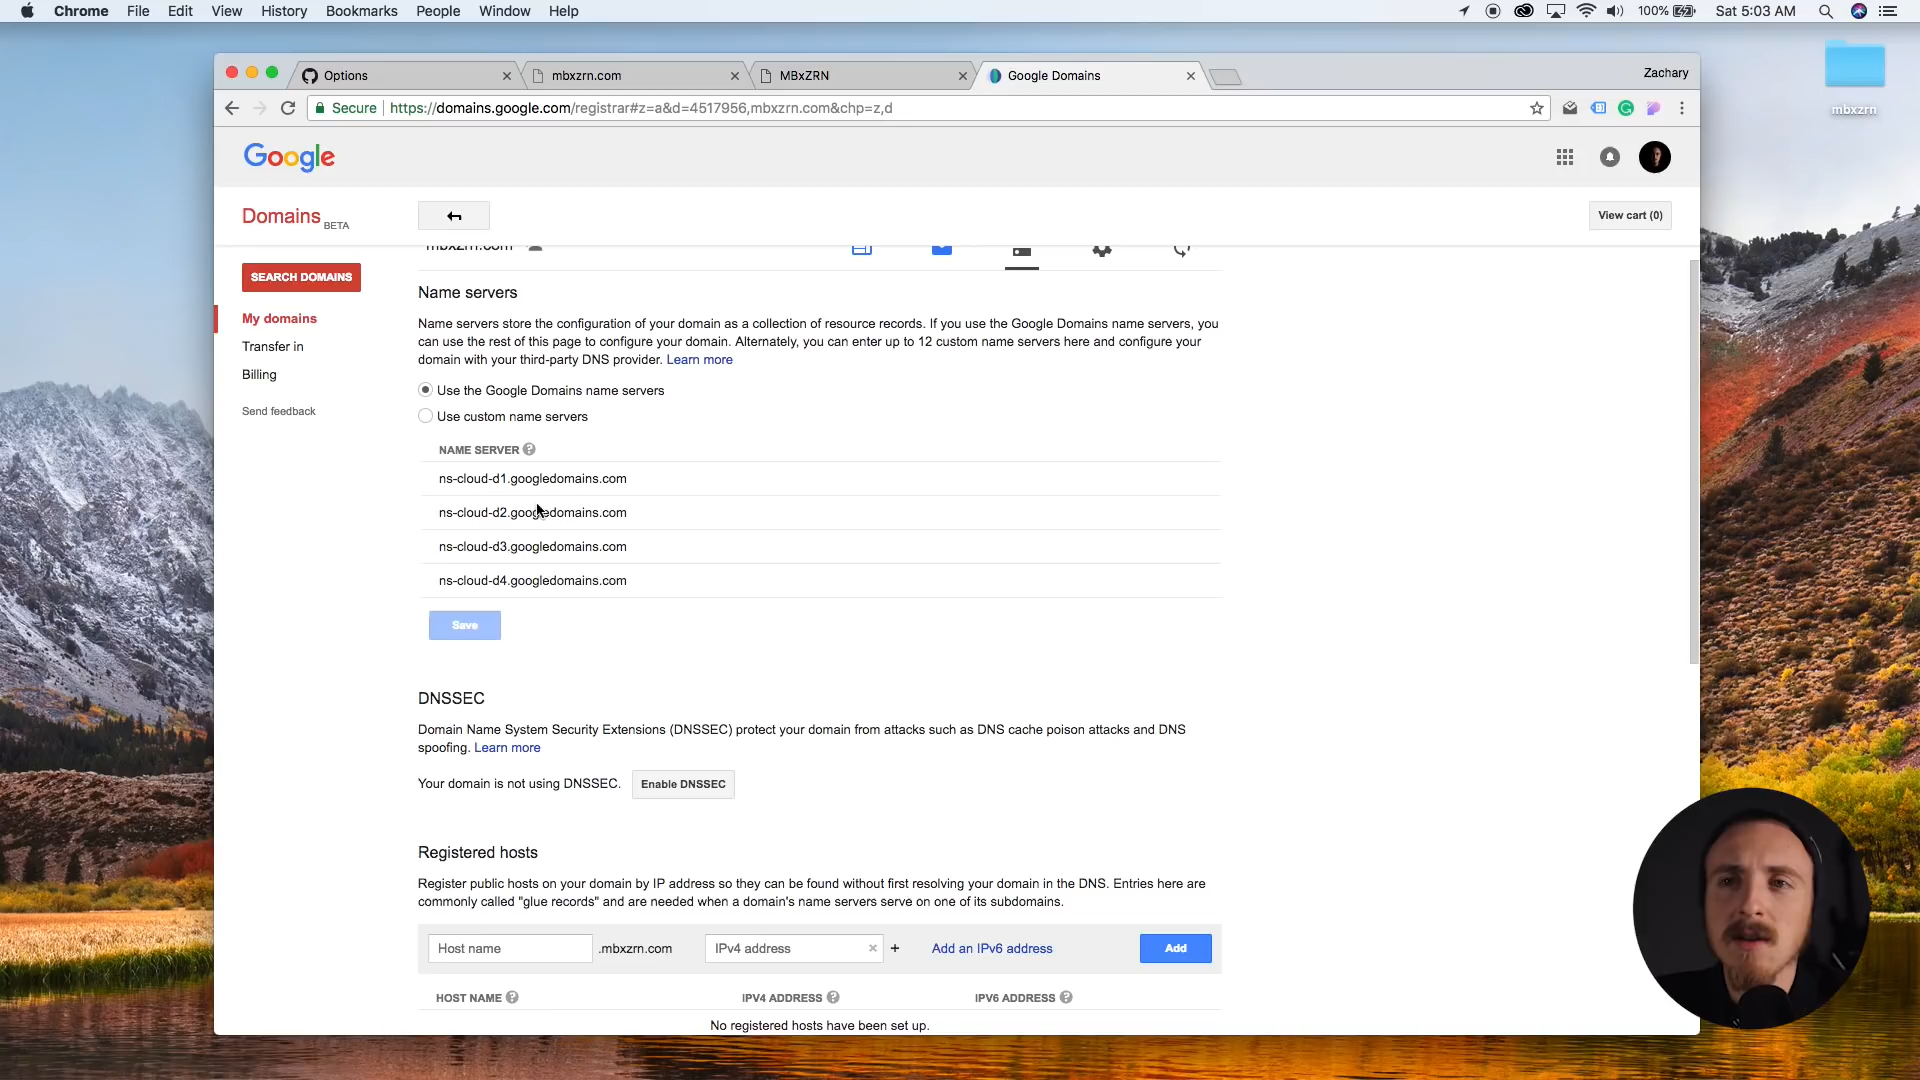 Chrome File Edit View History Bookmarks People Window Help 100% Sat 5:03 AM
mbxzrn
Options mbxzrn.com MBxZRN Google Domains Zachary
Secure https://domains.google.com/registrar#z=a&d=4517956,mbxzrn.com&chp=z,d
Google
Domains BETA
View cart (0)
mbxzrn.com
SEARCH DOMAINS
My domains
Transfer in
Billing
Send feedback
Name servers
Name servers store the configuration of your domain as a collection of resource records. If you use the Google Domains name servers, you
can use the rest of this page to configure your domain. Alternately, you can enter up to 12 custom name servers here and configure your
domain with your third-party DNS provider. Learn more
Use the Google Domains name servers
Use custom name servers
NAME SERVER ?
ns-cloud-d1.googledomains.com
ns-cloud-d2.googledomains.com
ns-cloud-d3.googledomains.com
ns-cloud-d4.googledomains.com
Save
DNSSEC
Domain Name System Security Extensions (DNSSEC) protect your domain from attacks such as DNS cache poison attacks and DNS
spoofing. Learn more
Your domain is not using DNSSEC. Enable DNSSEC
Registered hosts
Register public hosts on your domain by IP address so they can be found without first resolving your domain in the DNS. Entries here are
commonly called "glue records" and are needed when a domain's name servers serve on one of its subdomains.
Host name .mbxzrn.com IPv4 address × + Add an IPv6 address Add
HOST NAME ? IPV4 ADDRESS ? IPV6 ADDRESS ?
No registered hosts have been set up.